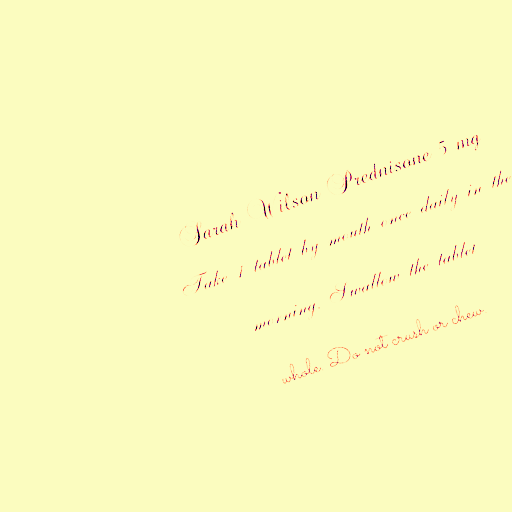 Sarah Wilson Prednisone 5 mg
Take 1 tablet by mouth once daily in the
morning. Swallow the tablet
whole. Do not crush or chew